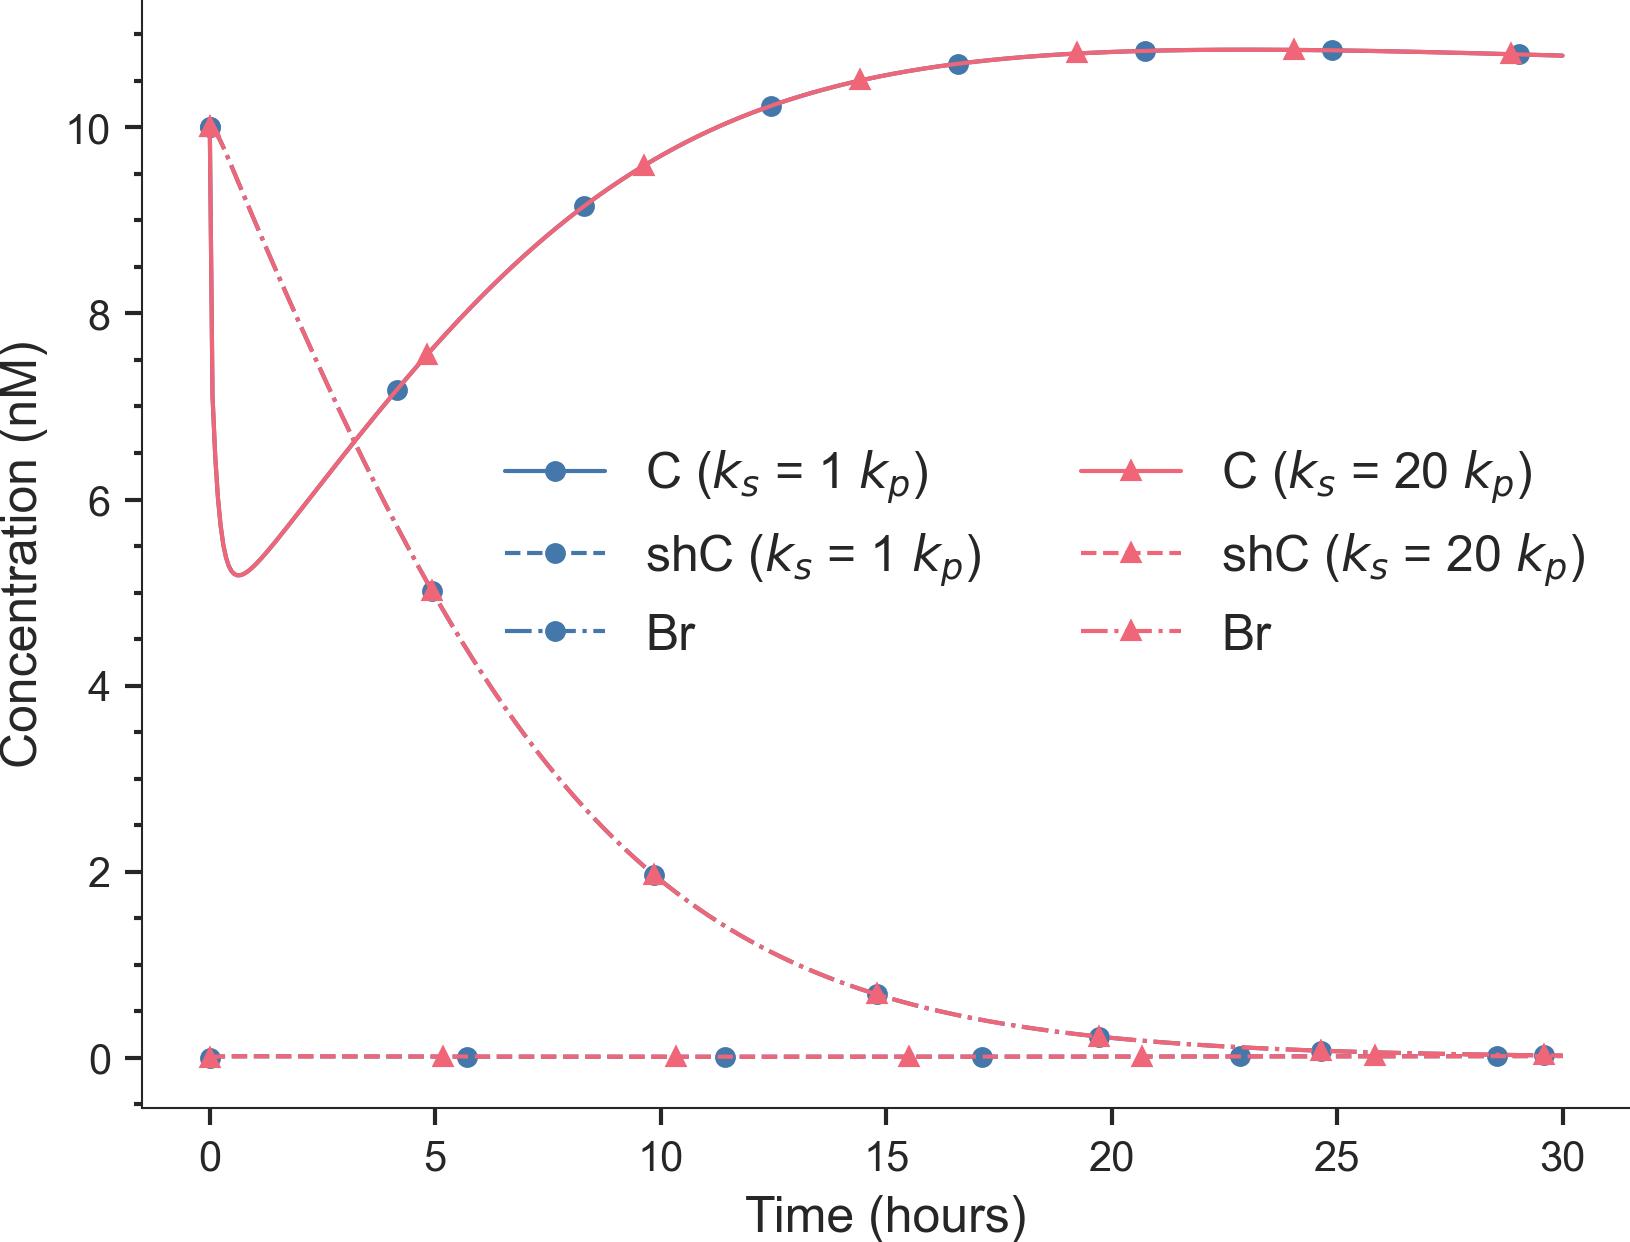 Concentration (nM)
10
8
6
4
2
0
C (kₛ = 1 kₚ)
shC (kₛ = 1 kₚ)
Br
C (kₛ = 20 kₚ)
shC (kₛ = 20 kₚ)
Br
0 5 10 15 20 25 30
Time (hours)